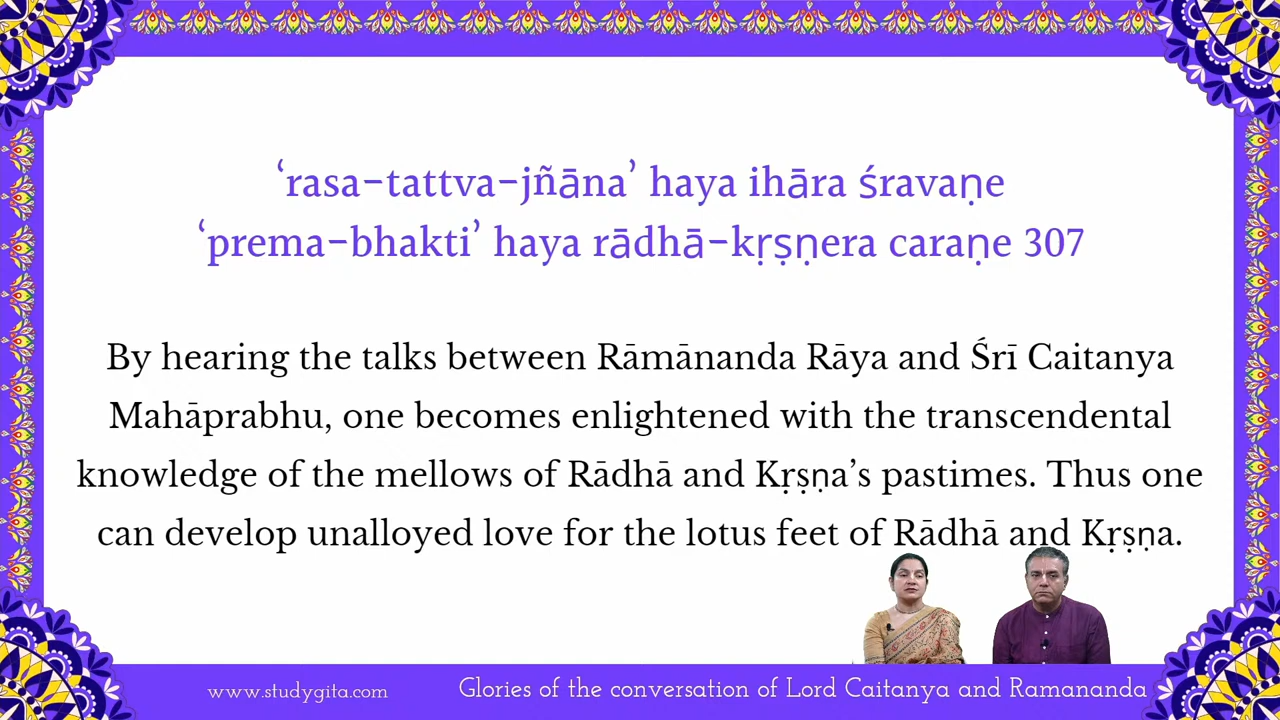 ‘rasa-tattva-jñāna’ haya ihāra śravaṇe
‘prema-bhakti’ haya rādhā-kṛṣṇera caraṇe 307
By hearing the talks between Rāmānanda Rāya and Śrī Caitanya
Mahāprabhu, one becomes enlightened with the transcendental
knowledge of the mellows of Rādhā and Kṛṣṇa’s pastimes. Thus one
can develop unalloyed love for the lotus feet of Rādhā and Kṛṣṇa.
www.studygita.com
Glories of the conversation of Lord Caitanya and Ramananda